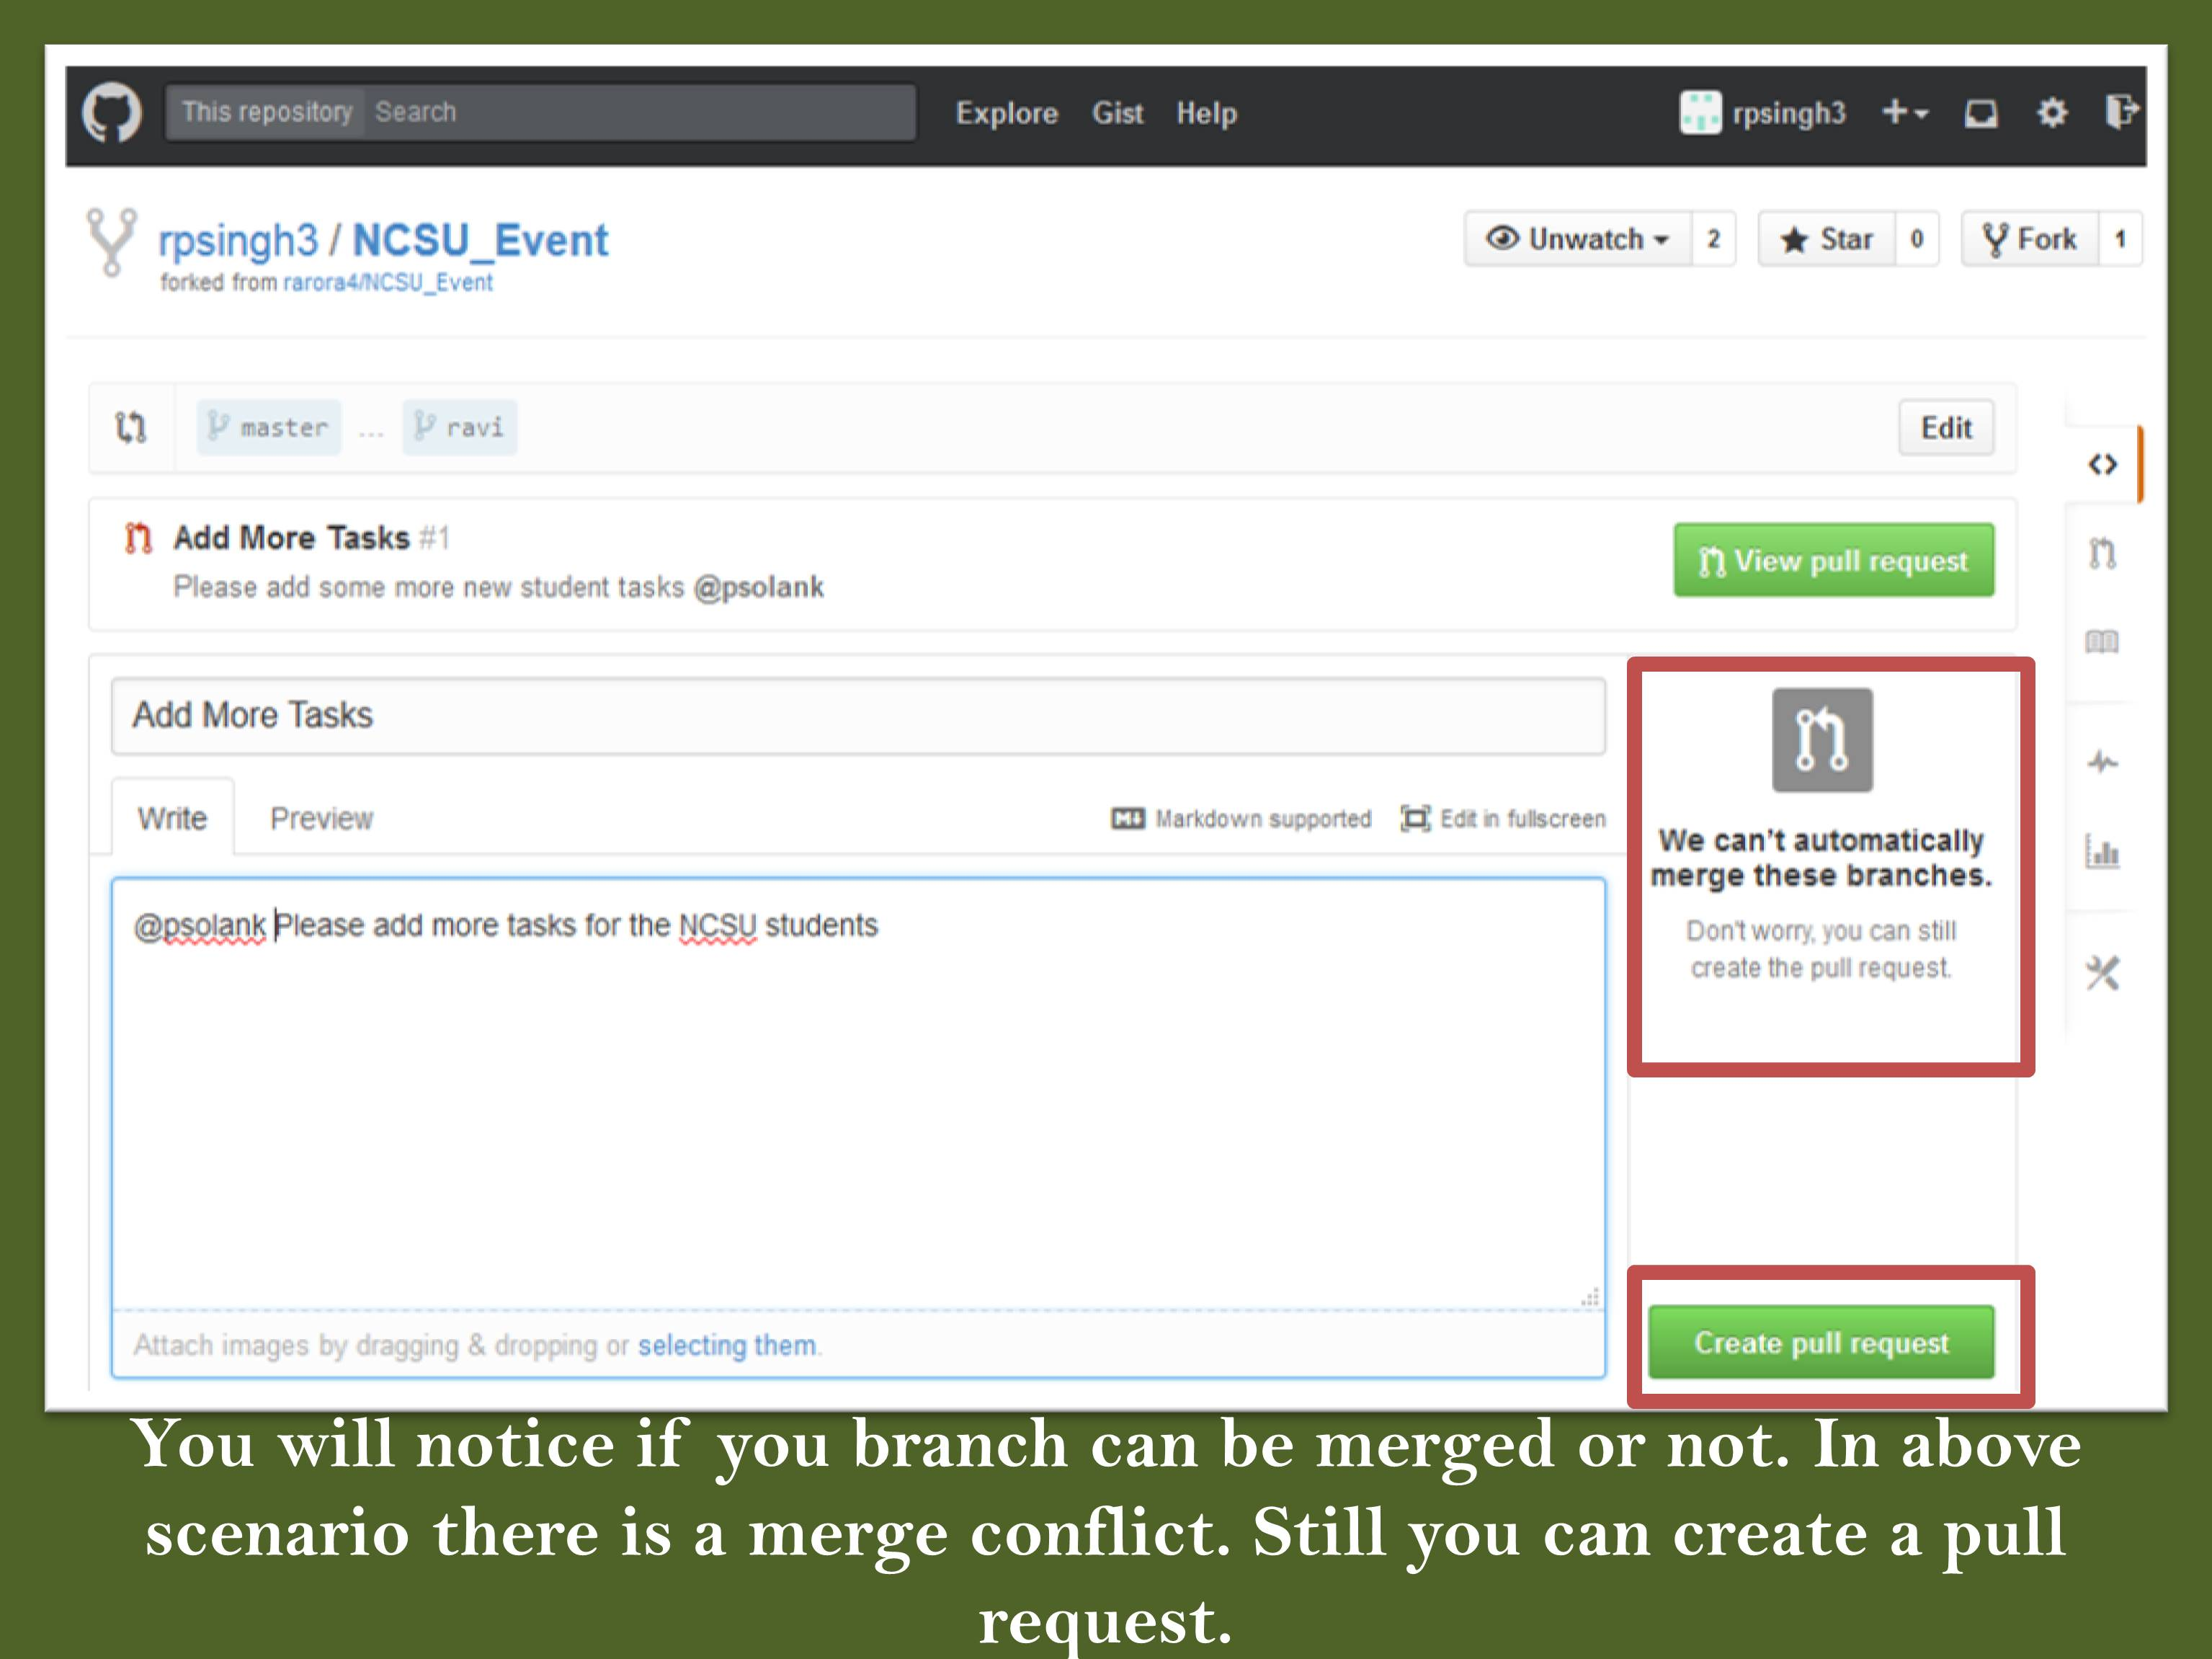 This repository Search Explore Gist Help rpsingh3
rpsingh3 / NCSU_Event Unwatch 2 Star 0 Fork 1
forked from rarora4/NCSU_Event
master ... ravi Edit
Add More Tasks #1
Please add some more new student tasks @psolank
View pull request
Add More Tasks
Write Preview Markdown supported Edit in fullscreen
@psolank Please add more tasks for the NCSU students
Attach images by dragging & dropping or selecting them.
We can't automatically
merge these branches.
Don't worry, you can still
create the pull request.
Create pull request
You will notice if you branch can be merged or not. In above
scenario there is a merge conflict. Still you can create a pull
request.